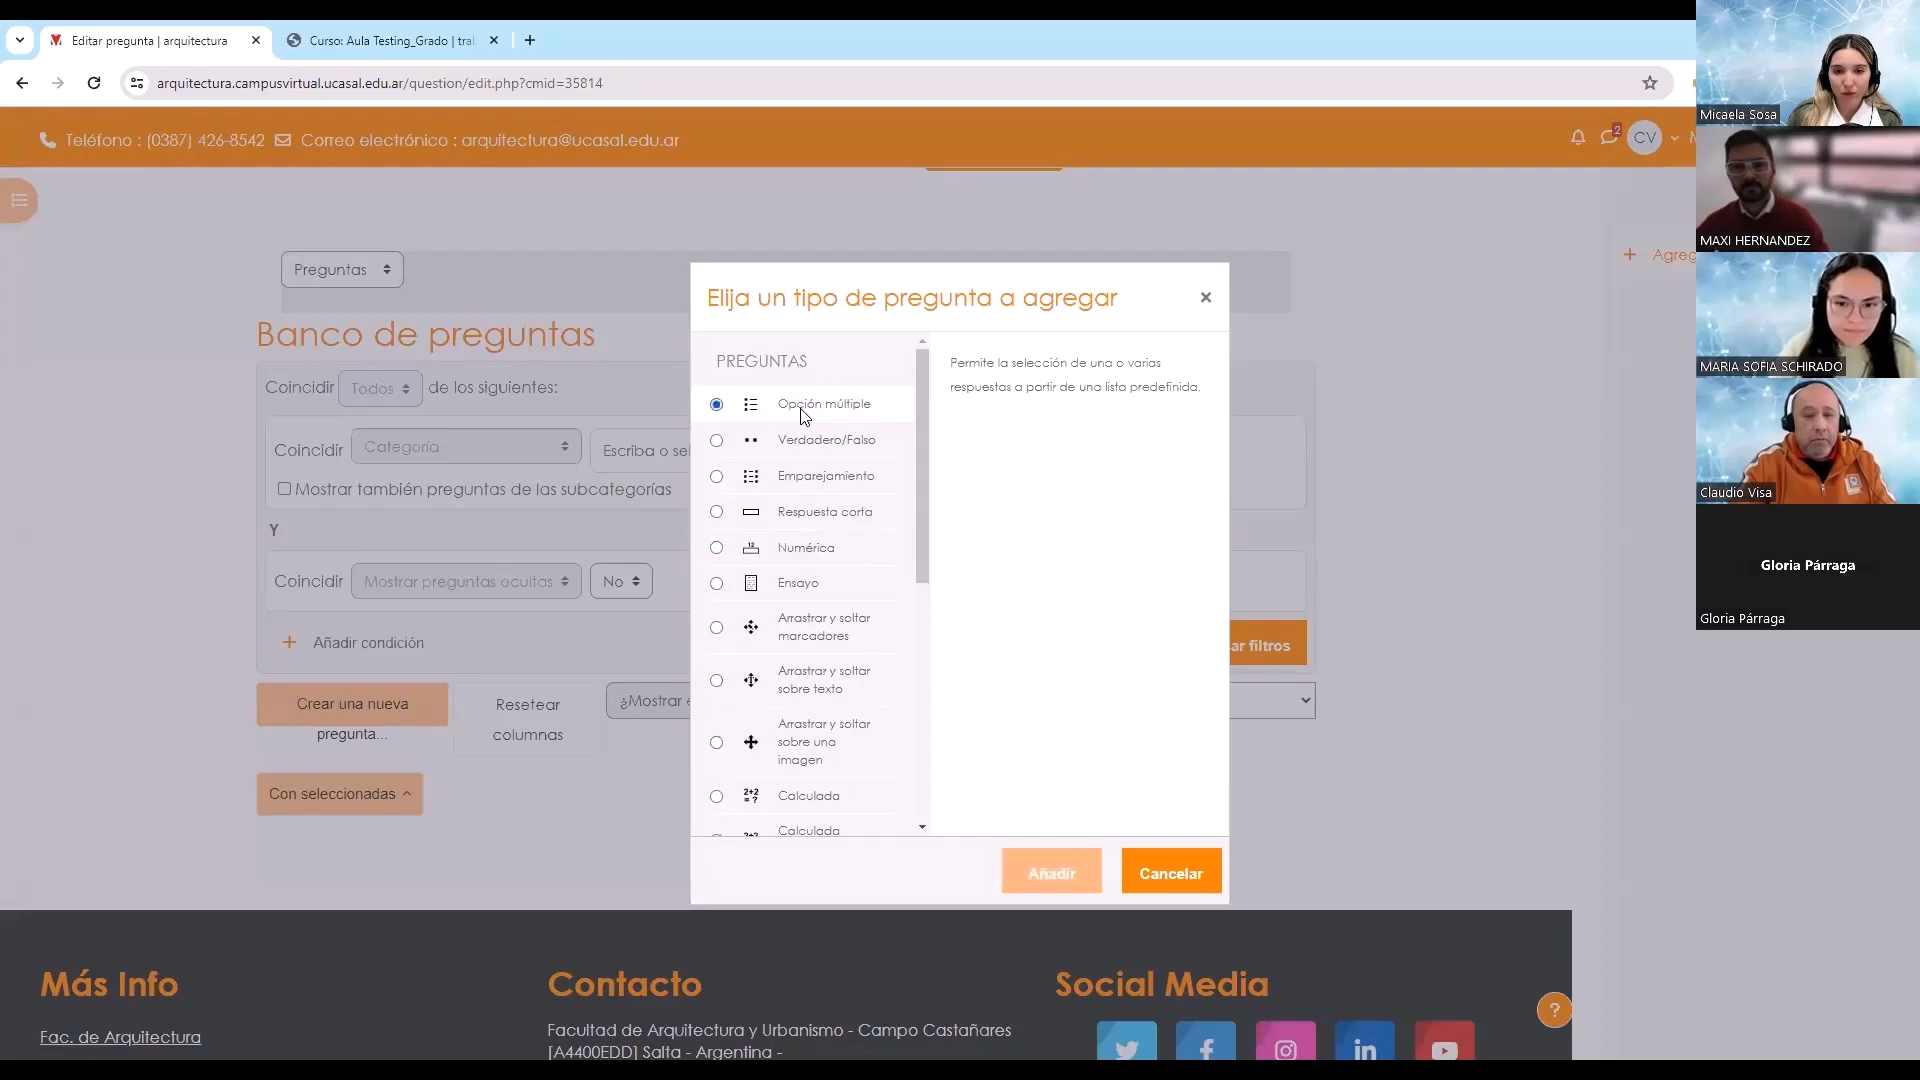 Editar pregunta | arquitectura
Curso: Aula Testing_Grado | tra
arquitectura.campusvirtual.ucasal.edu.ar/question/edit.php?cmid=35814
Teléfono : (0387) 426-8542
Correo electrónico : arquitectura@ucasal.edu.ar
2
CV
Micaela Sosa
MAXI HERNANDEZ
MARIA SOFIA SCHIRADO
Claudio Visa
Gloria Párraga
Gloria Párraga
Preguntas
Banco de preguntas
Coincidir Todos de los siguientes:
Coincidir Categoría Escriba o sel
Mostrar también preguntas de las subcategorías
Y
Coincidir Mostrar preguntas ocultas No
+ Añadir condición
ar filtros
Crear una nueva
pregunta...
Resetear
columnas
¿Mostrar e
Con seleccionadas
+ Agreg
Elija un tipo de pregunta a agregar
PREGUNTAS
Opción múltiple
Verdadero/Falso
Emparejamiento
Respuesta corta
12
Numérica
Ensayo
Arrastrar y soltar
marcadores
Arrastrar y soltar
sobre texto
Arrastrar y soltar
sobre una
imagen
2+2
= ?
Calculada
Calculada
Permite la selección de una o varias
respuestas a partir de una lista predefinida.
Añadir
Cancelar
Más Info
Fac. de Arquitectura
Contacto
Facultad de Arquitectura y Urbanismo - Campo Castañares
[A4400EDD] Salta - Argentina -
Social Media
?